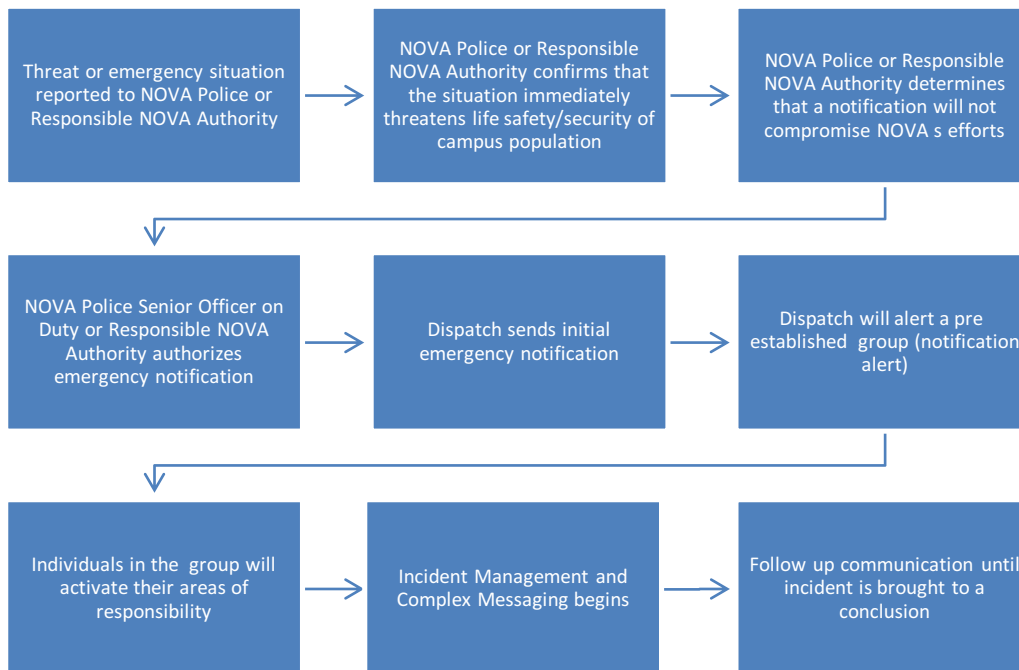 Threat or emergency situation
reported to NOVA Police or
Responsible NOVA Authority
NOVA Police or Responsible
NOVA Authority confirms that
the situation immediately
threatens life safety/security of
campus population
NOVA Police or Responsible
NOVA Authority determines
that a notification will not
compromise NOVA s efforts
NOVA Police Senior Officer on
Duty or Responsible NOVA
Authority authorizes
emergency notification
Dispatch sends initial
emergency notification
Dispatch will alert a pre
established group (notification
alert)
Individuals in the group will
activate their areas of
responsibility
Incident Management and
Complex Messaging begins
Follow up communication until
incident is brought to a
conclusion